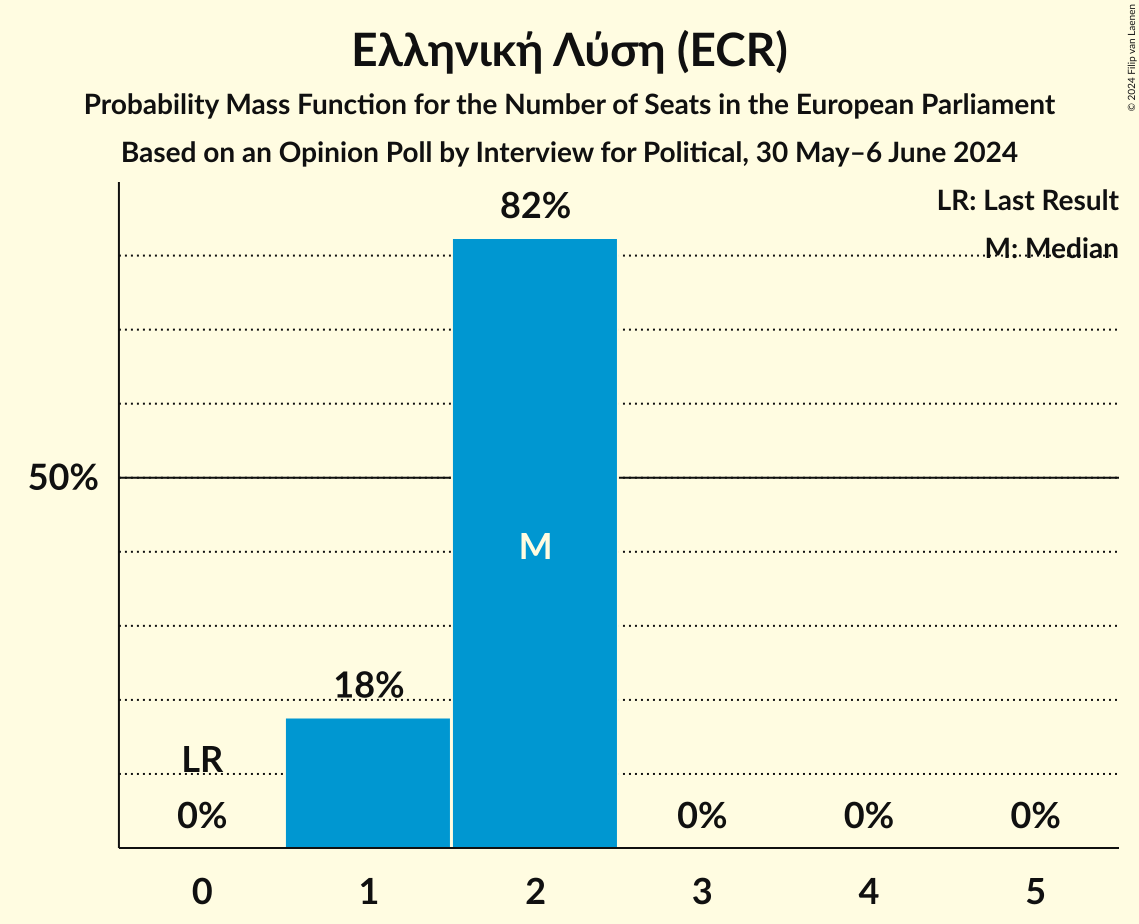 Ελληνική Λύση (ECR)
Probability Mass Function for the Number of Seats in the European Parliament
Based on an Opinion Poll by Interview for Political, 30 May–6 June 2024
© 2024 Filip van Laenen
LR: Last Result
M: Median
82%
50%
M
18%
LR
0%
0%
0%
0%
0
1
2
3
4
5